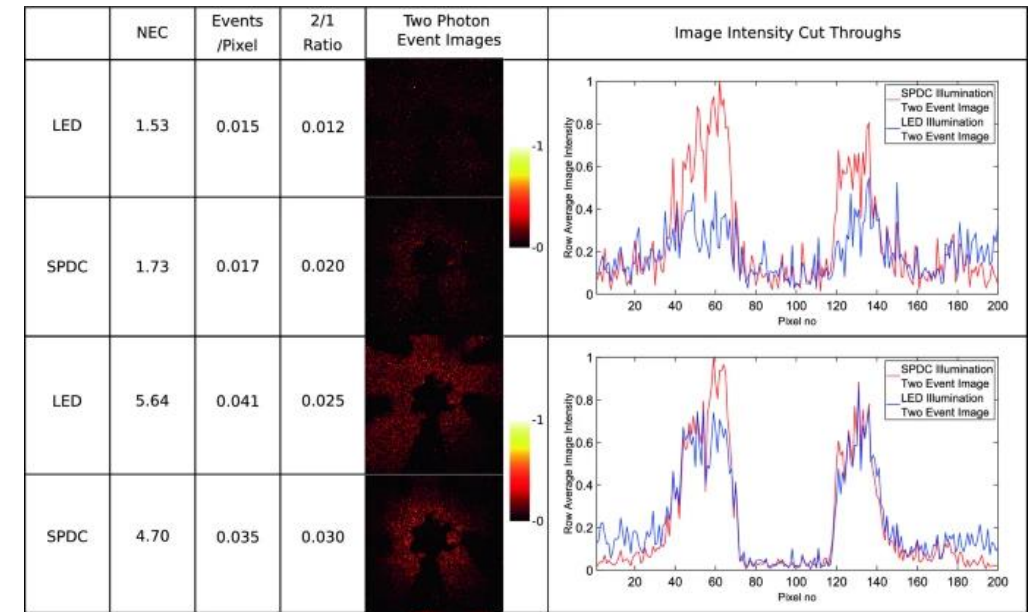 NEC
Events
/Pixel
2/1
Ratio
Two Photon
Event Images
Image Intensity Cut Throughs
LED
1.53
0.015
0.012
SPDC
1.73
0.017
0.020
-1
-0
Row Average Image Intensity
1
0.8
0.6
0.4
0.2
0
20 40 60 80 100 120 140 160 180 200
Pixel no
SPDC Illumination
Two Event Image
LED Illumination
Two Event Image
LED
5.64
0.041
0.025
SPDC
4.70
0.035
0.030
-1
-0
Row Average Image Intensity
1
0.8
0.6
0.4
0.2
0
20 40 60 80 100 120 140 160 180 200
Pixel no
SPDC Illumination
Two Event Image
LED Illumination
Two Event Image